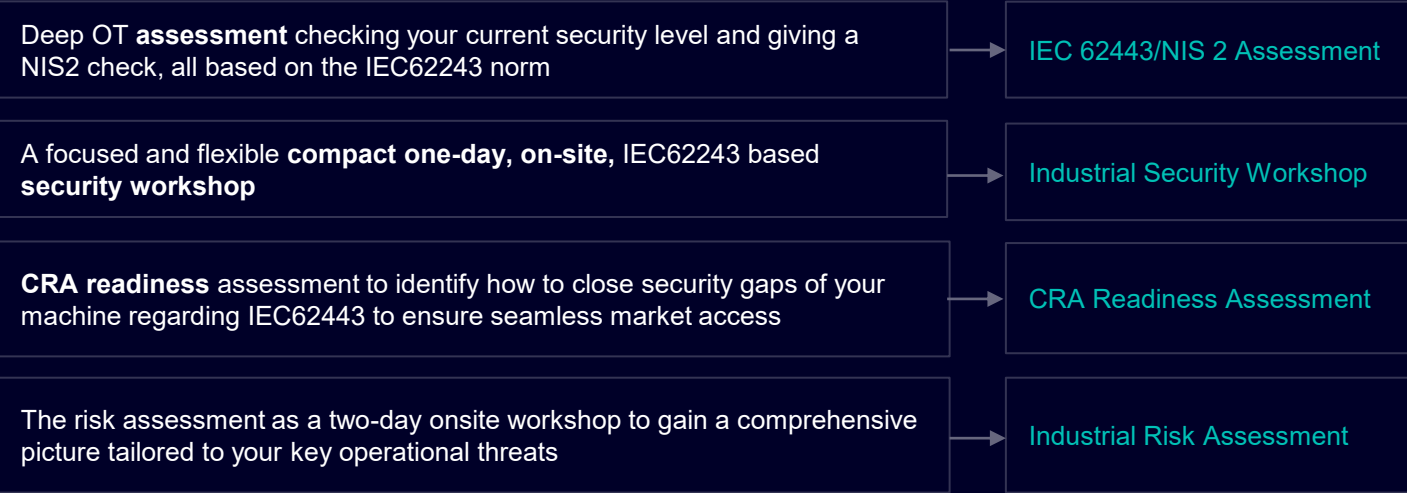 Deep OT assessment checking your current security level and giving a
NIS2 check, all based on the IEC62243 norm
IEC 62443/NIS 2 Assessment
A focused and flexible compact one-day, on-site, IEC62243 based
security workshop
Industrial Security Workshop
CRA readiness assessment to identify how to close security gaps of your
machine regarding IEC62443 to ensure seamless market access
CRA Readiness Assessment
The risk assessment as a two-day onsite workshop to gain a comprehensive
picture tailored to your key operational threats
Industrial Risk Assessment